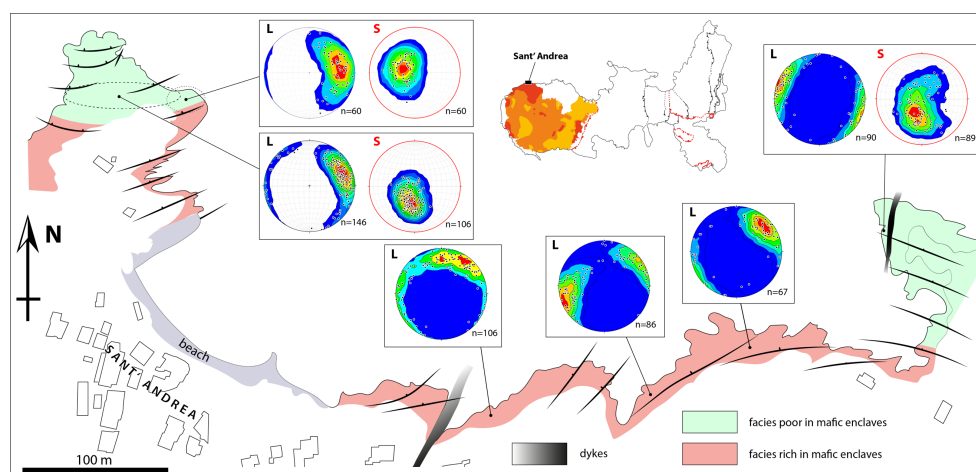 L
S
n=60
n=60
L
S
n=146
n=106
Sant' Andrea
L
S
n=90
n=89
N
L
n=106
L
n=86
L
n=67
beach
SANT' ANDREA
100 m
dykes
facies poor in mafic enclaves
facies rich in mafic enclaves